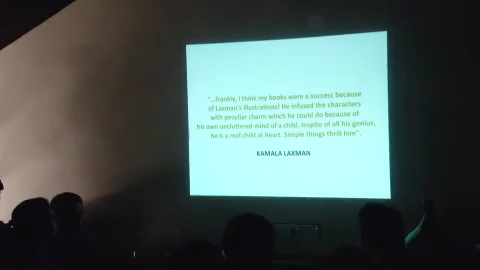 "...frankly, I think my books were a success because
of Laxman's illustrations! He infused the characters
with peculiar charm which he could do because of
his own uncluttered mind of a child. Inspite of all his genius,
he is a real child at heart. Simple things thrill him".
KAMALA LAXMAN